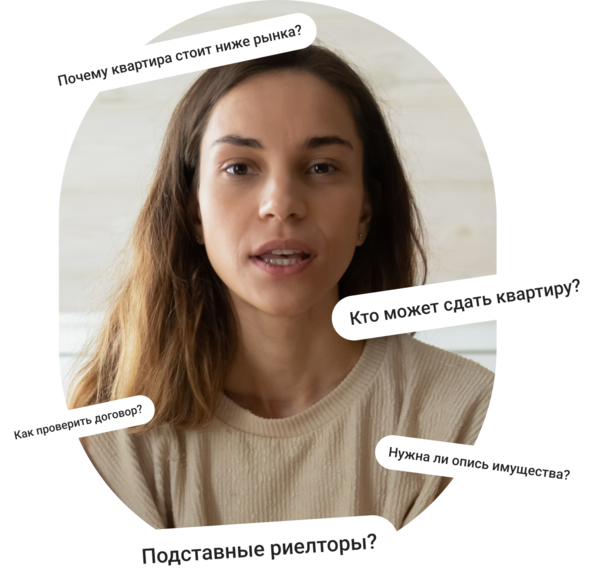 Почему квартира стоит ниже рынка?
Кто может сдать квартиру?
Как проверить договор?
Нужна ли опись имущества?
Подставные риелторы?